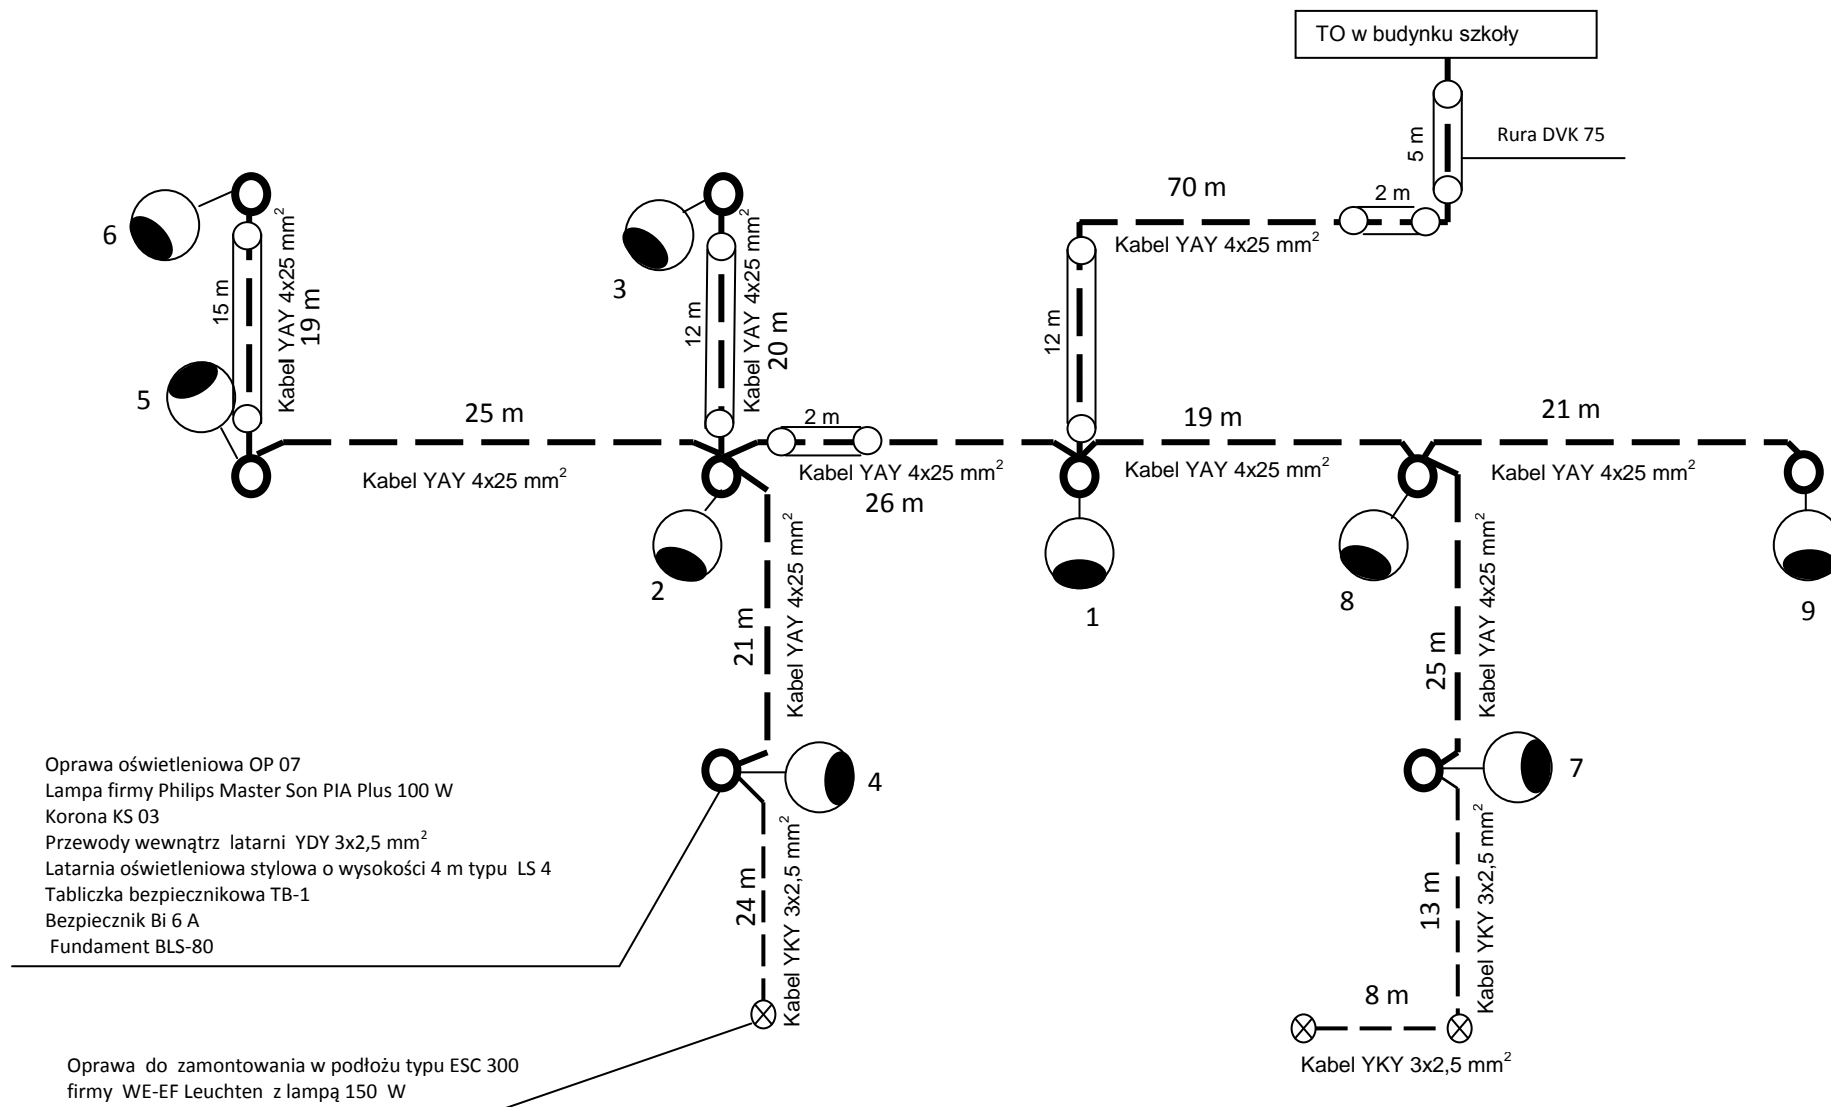 TO w budynku szkoły
5 m
Rura DVK 75
70 m
2 m
Kabel YAY 4x25 mm²
12 m
6
15 m
Kabel YAY 4x25 mm²
19 m
3
12 m
Kabel YAY 4x25 mm²
20 m
5
25 m
Kabel YAY 4x25 mm²
2 m
Kabel YAY 4x25 mm²
26 m
19 m
Kabel YAY 4x25 mm²
21 m
Kabel YAY 4x25 mm²
2
1
8
9
21 m
Kabel YAY 4x25 mm²
25 m
Kabel YAY 4x25 mm²
4
7
Oprawa oświetleniowa OP 07
Lampa firmy Philips Master Son PIA Plus 100 W
Korona KS 03
Przewody wewnątrz latarni YDY 3x2,5 mm²
Latarnia oświetleniowa stylowa o wysokości 4 m typu LS 4
Tabliczka bezpiecznikowa TB-1
Bezpiecznik Bi 6 A
Fundament BLS-80
24 m
Kabel YKY 3x2,5 mm²
13 m
Kabel YKY 3x2,5 mm²
8 m
Kabel YKY 3x2,5 mm²
Oprawa do zamontowania w podłożu typu ESC 300
firmy WE-EF Leuchten z lampą 150 W